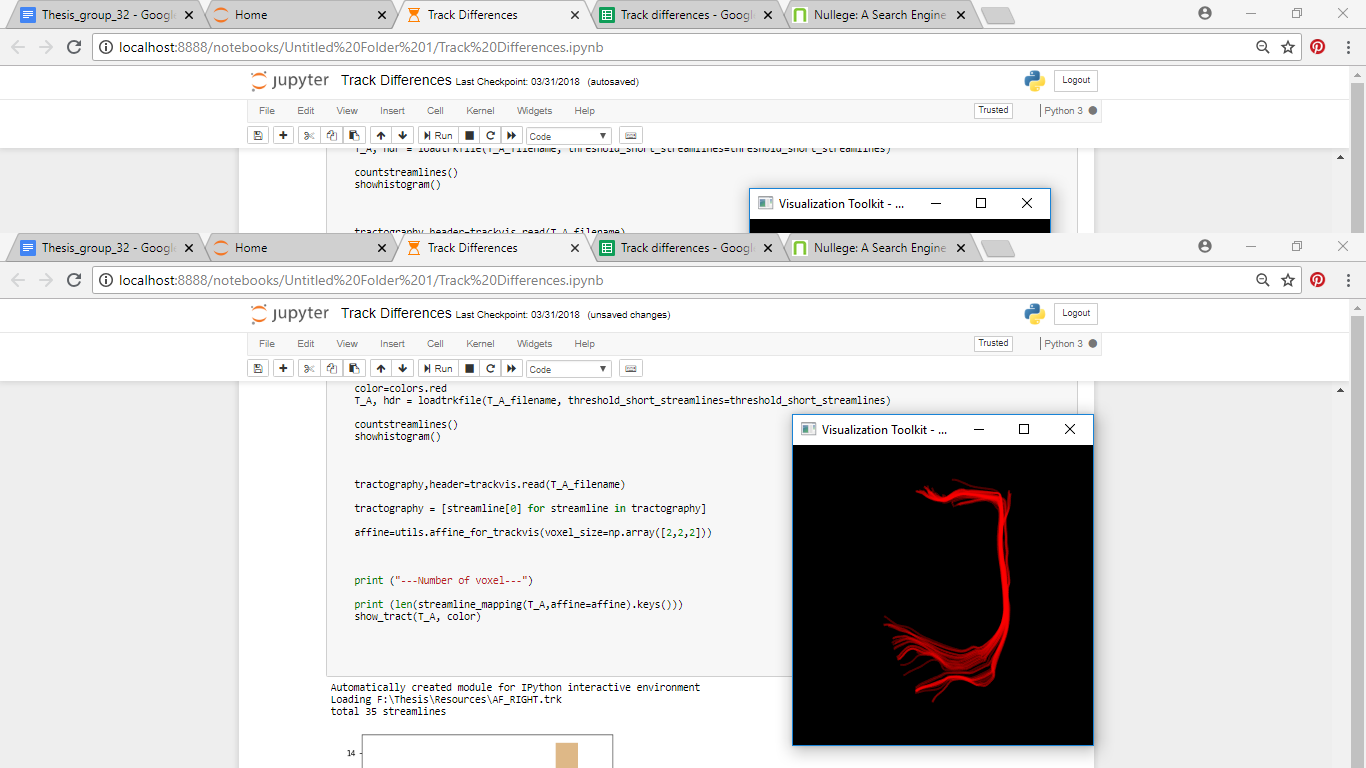 Thesis_group_32 - Googl
Home
Track Differences
Track differences - Googl
Nullege: A Search Engine
localhost:8888/notebooks/Untitled%20Folder%201/Track%20Differences.ipynb
jupyter Track Differences Last Checkpoint: 03/31/2018 (autosaved)
Logout
File Edit View Insert Cell Kernel Widgets Help
Trusted
Python 3
Run
Code
T_A, hdr = loadtrkfile(T_A_filename, threshold_short_streamlines=threshold_short_streamlines)
countstreamlines()
showhistogram()
Visualization Toolkit - ...
tractography,header=trackvis.read(T_A_filename)
Thesis_group_32 - Googl
Home
Track Differences
Track differences - Googl
Nullege: A Search Engine
localhost:8888/notebooks/Untitled%20Folder%201/Track%20Differences.ipynb
jupyter Track Differences Last Checkpoint: 03/31/2018 (unsaved changes)
Logout
File Edit View Insert Cell Kernel Widgets Help
Trusted
Python 3
Run
Code
color=colors.red
T_A, hdr = loadtrkfile(T_A_filename, threshold_short_streamlines=threshold_short_streamlines)
countstreamlines()
showhistogram()
Visualization Toolkit - ...
tractography,header=trackvis.read(T_A_filename)
tractography = [streamline[0] for streamline in tractography]
affine=utils.affine_for_trackvis(voxel_size=np.array([2,2,2]))
print ("---Number of voxel---")
print (len(streamline_mapping(T_A,affine=affine).keys()))
show_tract(T_A, color)
Automatically created module for IPython interactive environment
Loading F:\Thesis\Resources\AF_RIGHT.trk
total 35 streamlines
14